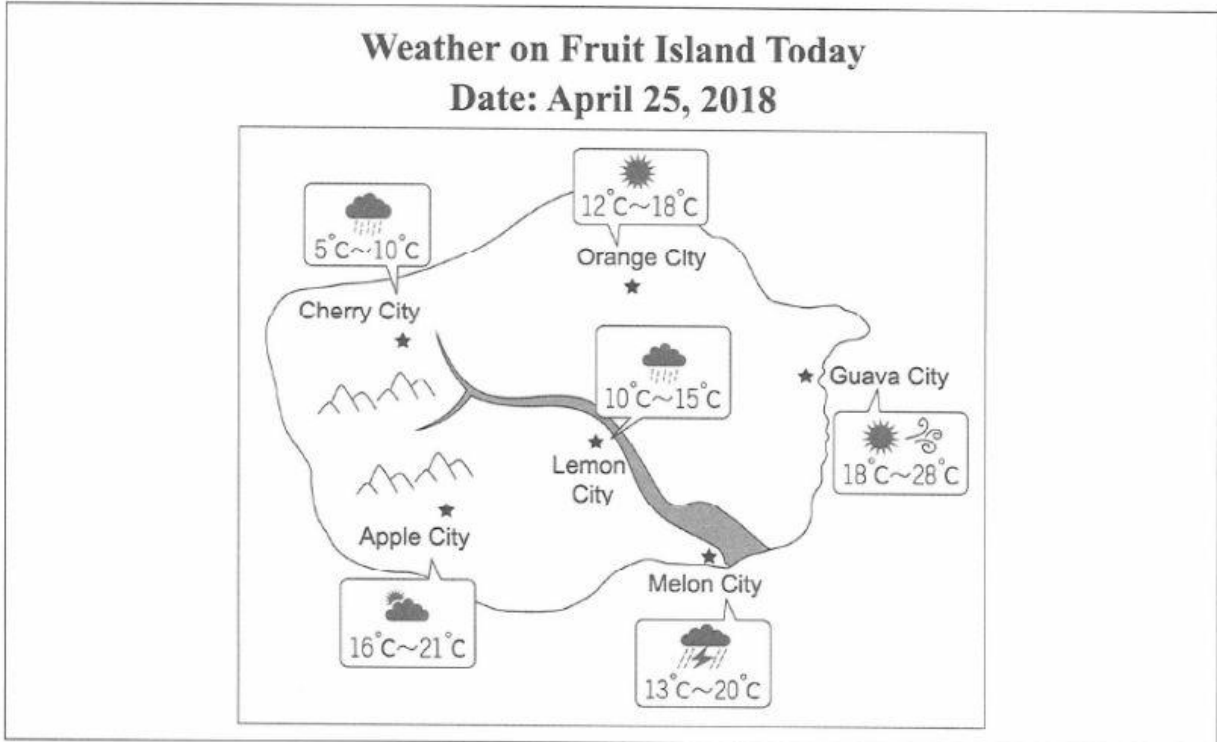 Weather on Fruit Island Today
Date: April 25, 2018
12°C～18°C
5°C～10°C
Orange City
Cherry City
10°C～15°C
Guava City
18°C～28°C
Lemon
City
Apple City
Melon City
16°C～21°C
13°C～20°C